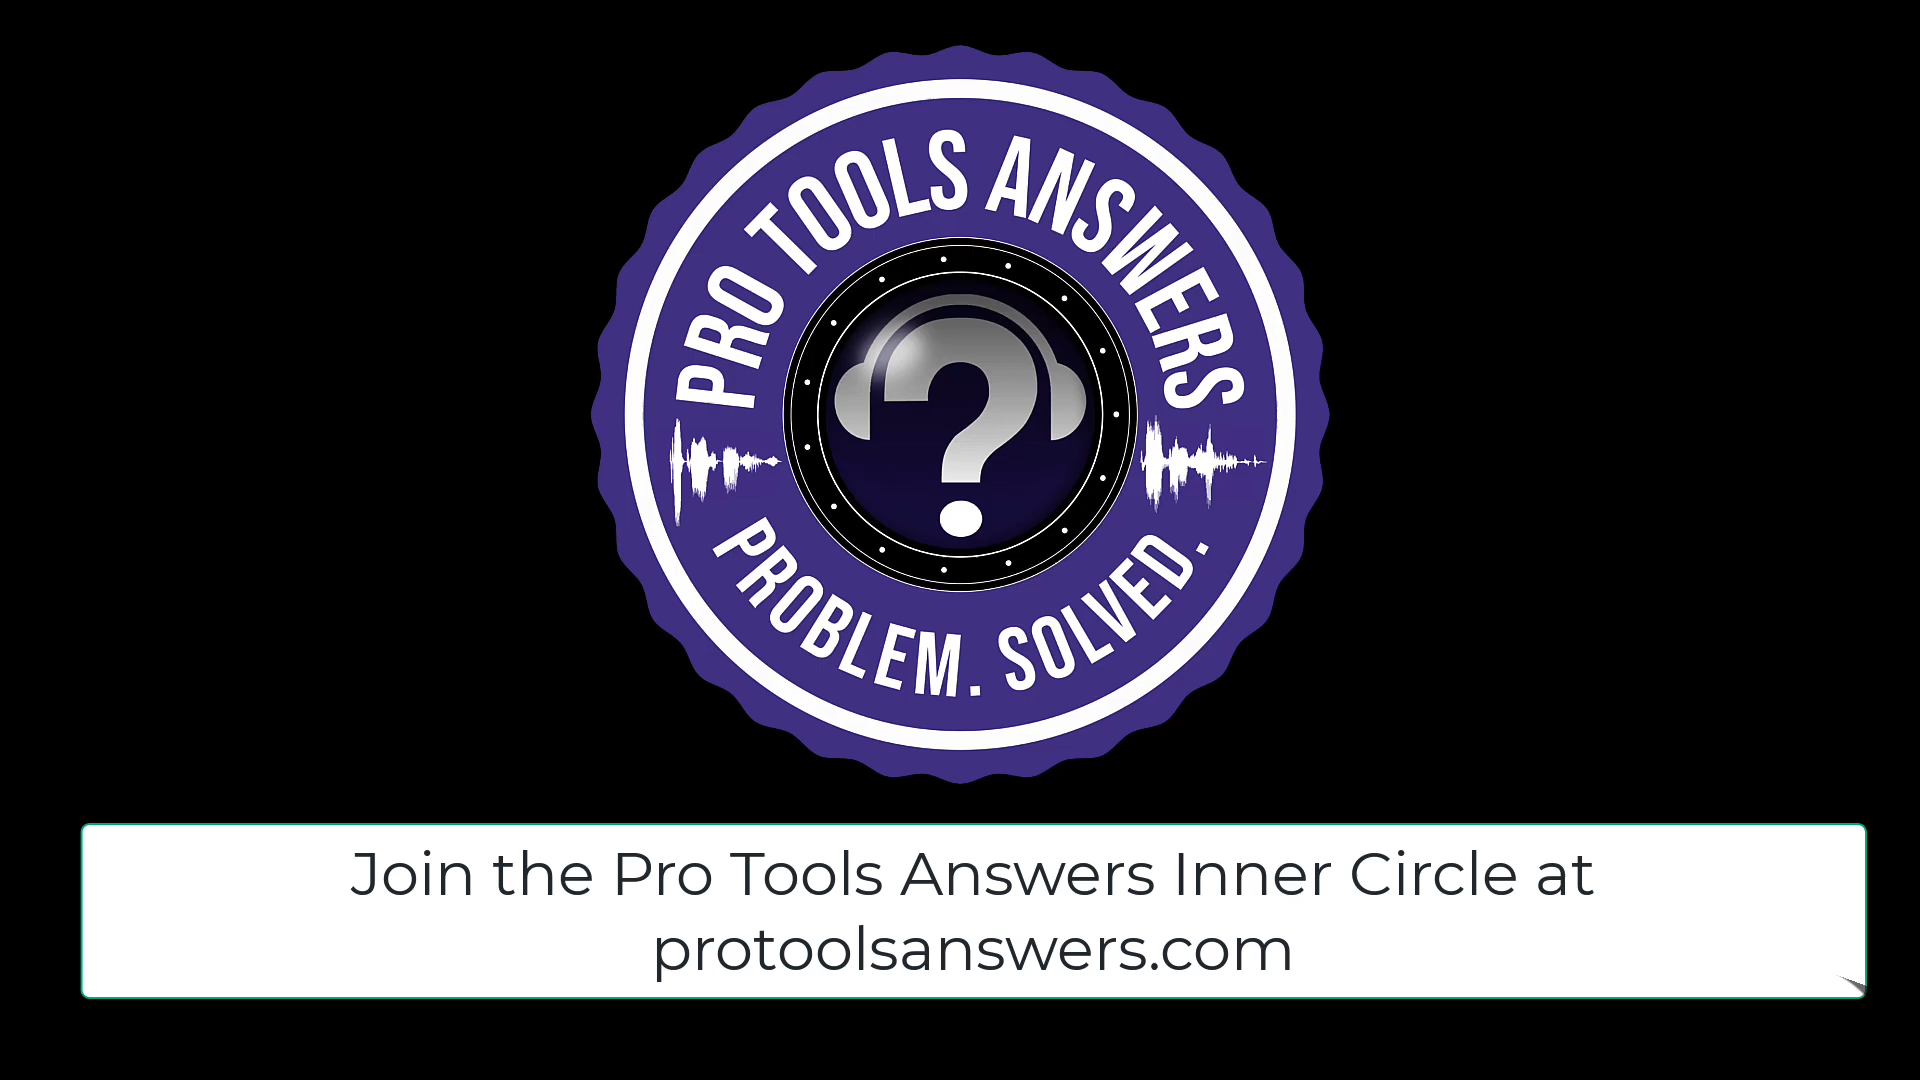 PRO TOOLS ANSWERS
?
PROBLEM. SOLVED.
Join the Pro Tools Answers Inner Circle at
protoolsanswers.com